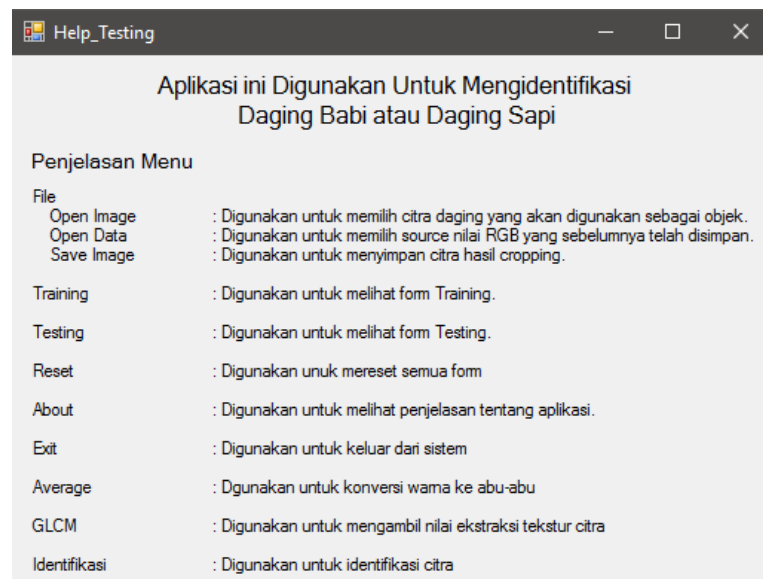 Help_Testing
Aplikasi ini Digunakan Untuk Mengidentifikasi
Daging Babi atau Daging Sapi
Penjelasan Menu
File
Open Image : Digunakan untuk memilih citra daging yang akan digunakan sebagai objek.
Open Data : Digunakan untuk memilih source nilai RGB yang sebelumnya telah disimpan.
Save Image : Digunakan untuk menyimpan citra hasil cropping.
Training : Digunakan untuk melihat form Training.
Testing : Digunakan untuk melihat form Testing.
Reset : Digunakan unuk mereset semua form
About : Digunakan untuk melihat penjelasan tentang aplikasi.
Exit : Digunakan untuk keluar dari sistem
Average : Dgunakan untuk konversi warna ke abu-abu
GLCM : Digunakan untuk mengambil nilai ekstraksi tekstur citra
Identifikasi : Digunakan untuk identifikasi citra